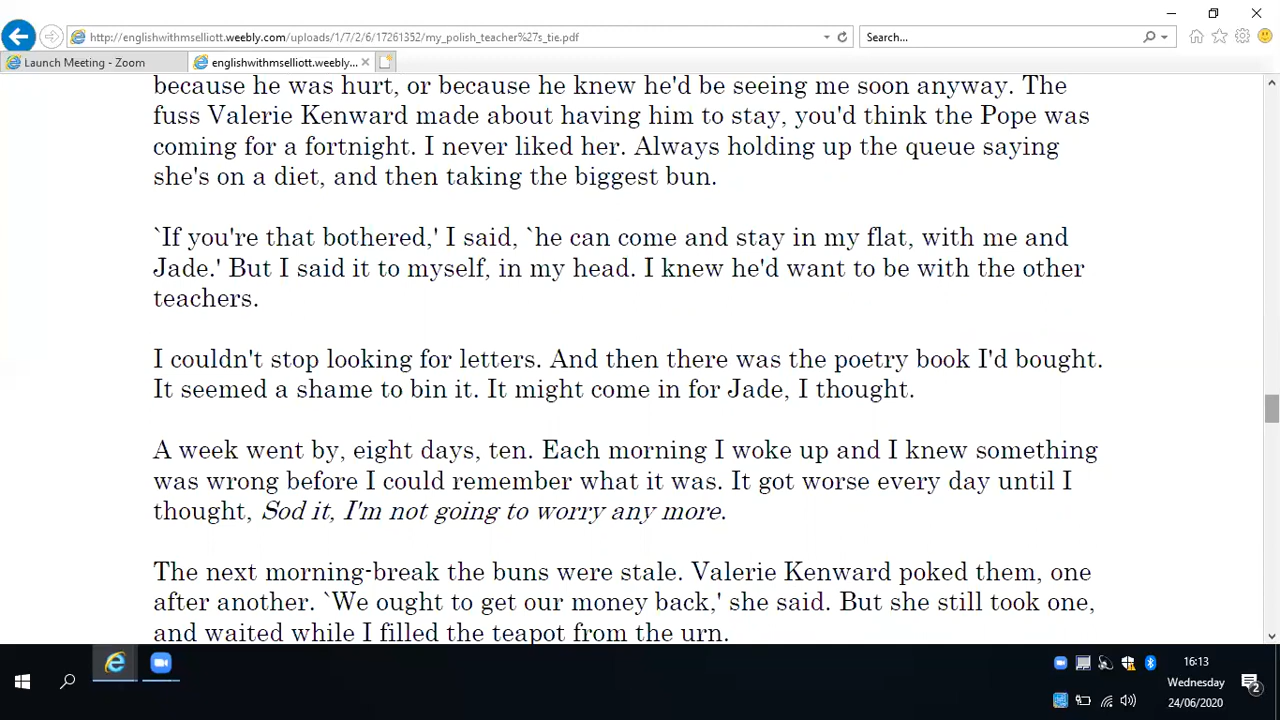 http://englishwithmselliott.weebly.com/uploads/1/7/2/6/17261352/my_polish_teacher%27s_tie.pdf
Search...
Launch Meeting - Zoom
englishwithmselliott.weebly...
because he was hurt, or because he knew he'd be seeing me soon anyway. The
fuss Valerie Kenward made about having him to stay, you'd think the Pope was
coming for a fortnight. I never liked her. Always holding up the queue saying
she's on a diet, and then taking the biggest bun.
`If you're that bothered,' I said, `he can come and stay in my flat, with me and
Jade.' But I said it to myself, in my head. I knew he'd want to be with the other
teachers.
I couldn't stop looking for letters. And then there was the poetry book I'd bought.
It seemed a shame to bin it. It might come in for Jade, I thought.
A week went by, eight days, ten. Each morning I woke up and I knew something
was wrong before I could remember what it was. It got worse every day until I
thought, Sod it, I'm not going to worry any more.
The next morning-break the buns were stale. Valerie Kenward poked them, one
after another. `We ought to get our money back,' she said. But she still took one,
and waited while I filled the teapot from the urn.
16:13
Wednesday
24/06/2020
2